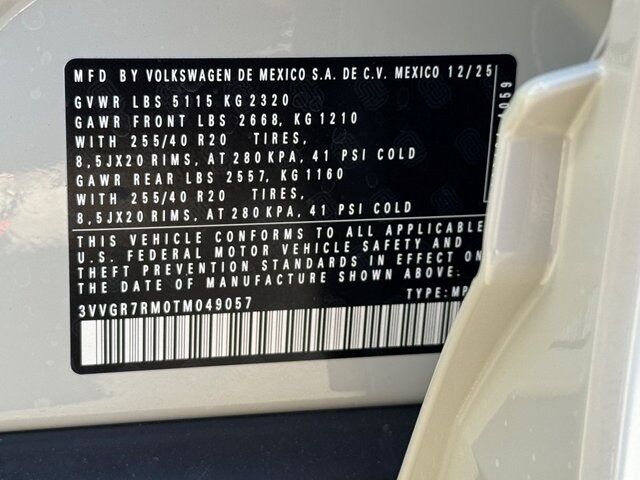 MFD BY VOLKSWAGEN DE MEXICO S.A. DE C.V. MEXICO 12/25
GVWR LBS 5115 KG 2320
GAWR FRONT LBS 2668, KG 1210
WITH 255/40 R20 TIRES,
8,5JX20 RIMS, AT 280 KPA, 41 PSI COLD
GAWR REAR LBS 2557, KG 1160
WITH 255/40 R20 TIRES,
8,5JX20 RIMS, AT 280 KPA, 41 PSI COLD
THIS VEHICLE CONFORMS TO ALL APPLICABLE
U.S. FEDERAL MOTOR VEHICLE SAFETY AND
THEFT PREVENTION STANDARDS IN EFFECT ON
THE DATE OF MANUFACTURE SHOWN ABOVE.
3VVGR7RM0TM049057 TYPE: MP